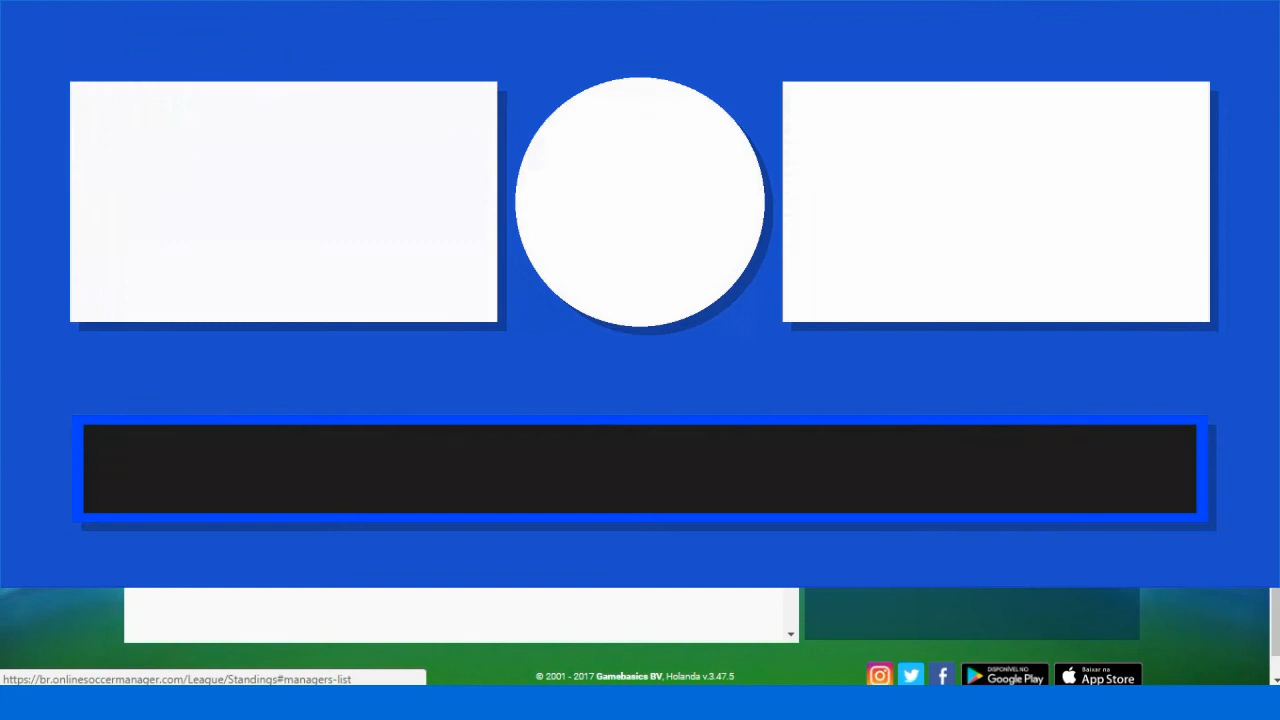 https://br.onlinesoccermanager.com/League/Standings#managers-list
© 2001 - 2017 Gamebasics BV, Holanda v.3.47.5
DISPONÍVEL NO
Google Play
Baixar na
App Store